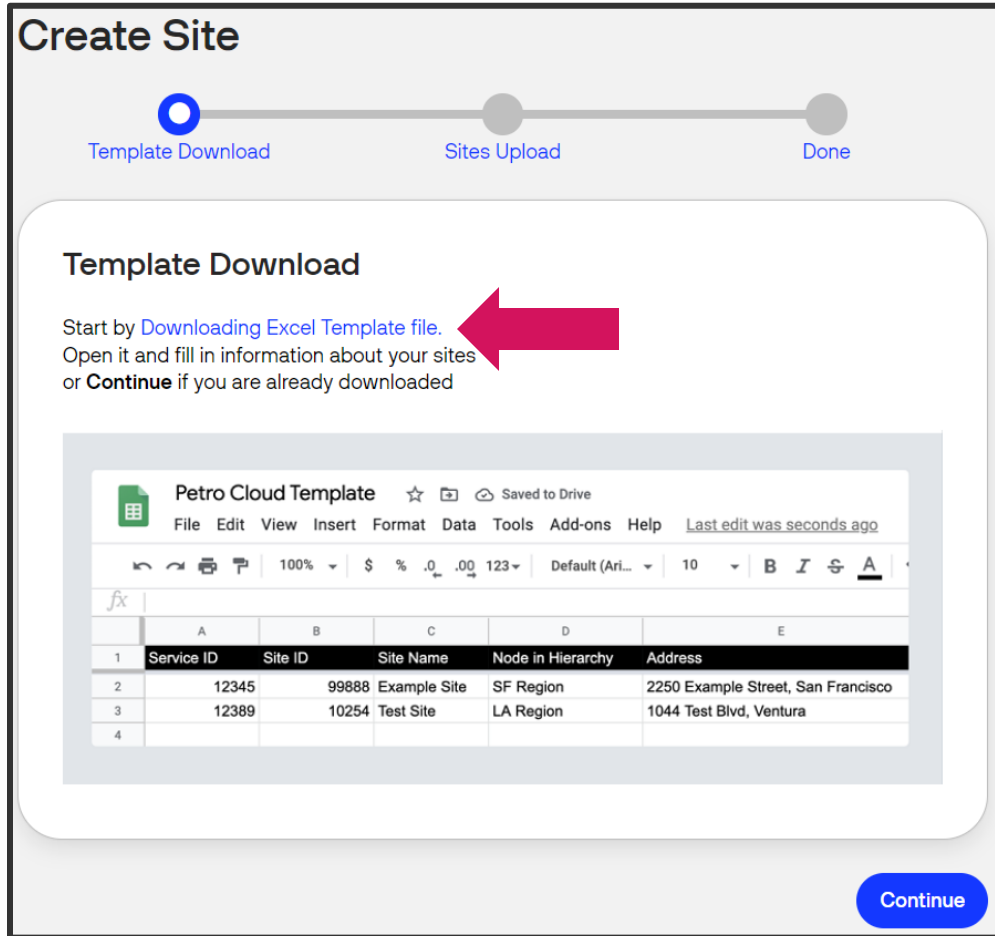 Create Site
Template Download Sites Upload Done
Template Download
Start by Downloading Excel Template file.
Open it and fill in information about your sites
or Continue if you are already downloaded
Petro Cloud Template Saved to Drive
File Edit View Insert Format Data Tools Add-ons Help Last edit was seconds ago
100% $ % .0 .00 123 Default (Ari... 10 B I S A
fx
A B C D E
1 Service ID Site ID Site Name Node in Hierarchy Address
2 12345 99888 Example Site SF Region 2250 Example Street, San Francisco
3 12389 10254 Test Site LA Region 1044 Test Blvd, Ventura
4
Continue